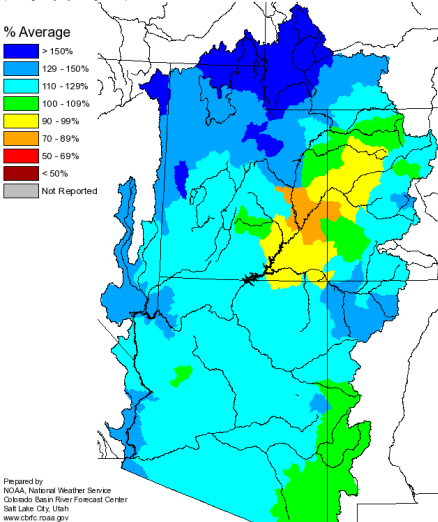 % Average
> 150%
129 - 150%
110 - 129%
100 - 109%
90 - 99%
70 - 89%
50 - 69%
< 50%
Not Reported
Prepared by
NOAA, National Weather Service
Colorado Basin River Forecast Center
Salt Lake City, Utah
www.cbrfc.noaa.gov